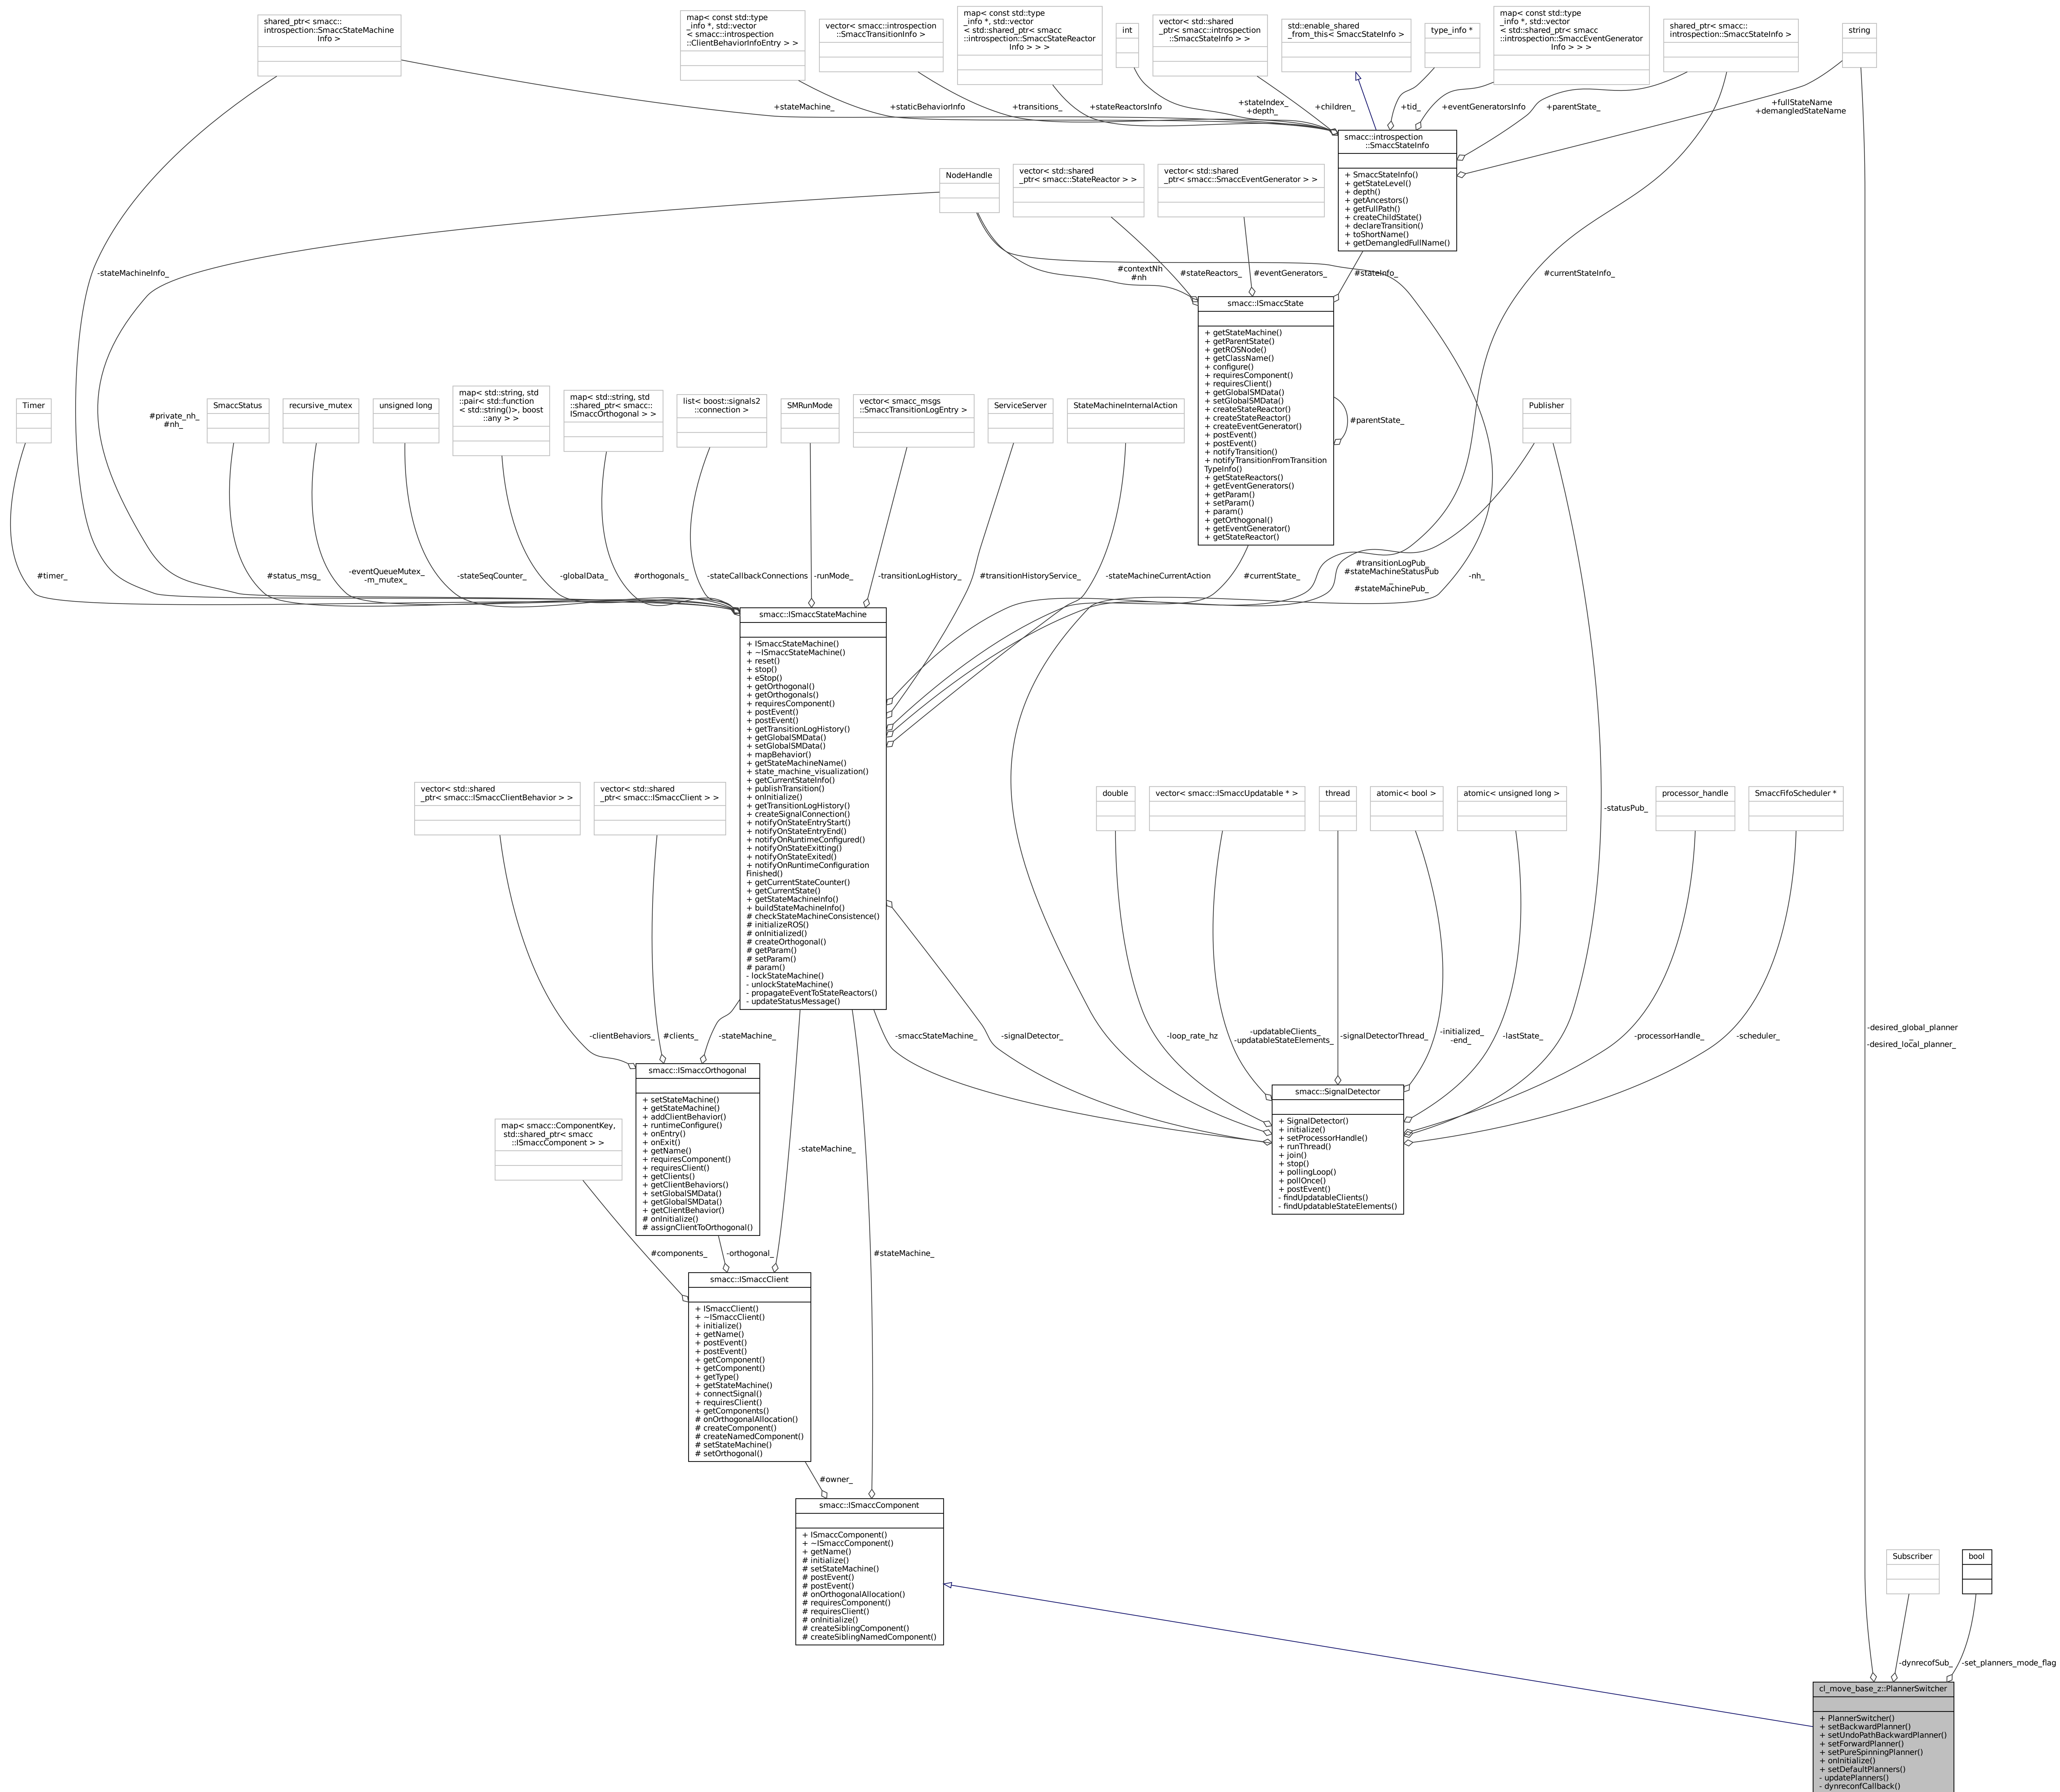 shared_ptr< smacc::
introspection::SmaccStateMachine
Info >
map< const std::type
_info *, std::vector
< smacc::introspection
::ClientBehaviorInfoEntry > >
vector< smacc::introspection
::SmaccTransitionInfo >
map< const std::type
_info *, std::vector
< std::shared_ptr< smacc
::introspection::SmaccStateReactor
Info > > >
int
vector< std::shared
_ptr< smacc::introspection
::SmaccStateInfo > >
std::enable_shared
_from_this< SmaccStateInfo >
type_info *
map< const std::type
_info *, std::vector
< std::shared_ptr< smacc
::introspection::SmaccEventGenerator
Info > > >
shared_ptr< smacc::
introspection::SmaccStateInfo >
string
+stateMachine_
+staticBehaviorInfo
+transitions_
+stateReactorsInfo
+stateIndex_
+depth_
+children_
+tid_
+eventGeneratorsInfo
+parentState_
+fullStateName
+demangledStateName
smacc::introspection
::SmaccStateInfo
+ SmaccStateInfo()
+ getStateLevel()
+ depth()
+ getAncestors()
+ getFullPath()
+ createChildState()
+ declareTransition()
+ toShortName()
+ getDemangledFullName()
NodeHandle
vector< std::shared
_ptr< smacc::StateReactor > >
vector< std::shared
_ptr< smacc::SmaccEventGenerator > >
-stateMachineInfo_
#contextNh
#nh
#stateReactors_
#eventGenerators_
#stateInfo_
#currentStateInfo_
smacc::ISmaccState
+ getStateMachine()
+ getParentState()
+ getROSNode()
+ getClassName()
+ configure()
+ requiresComponent()
+ requiresClient()
+ getGlobalSMData()
+ setGlobalSMData()
+ createStateReactor()
+ createStateReactor()
+ createEventGenerator()
+ postEvent()
+ postEvent()
+ notifyTransition()
+ notifyTransitionFromTransition
TypeInfo()
+ getStateReactors()
+ getEventGenerators()
+ getParam()
+ setParam()
+ param()
+ getOrthogonal()
+ getEventGenerator()
+ getStateReactor()
#parentState_
Timer
#private_nh_
#nh_
SmaccStatus
recursive_mutex
unsigned long
map< std::string, std
::pair< std::function
< std::string()>, boost
::any > >
map< std::string, std
::shared_ptr< smacc::
ISmaccOrthogonal > >
list< boost::signals2
::connection >
SMRunMode
vector< smacc_msgs
::SmaccTransitionLogEntry >
ServiceServer
StateMachineInternalAction
Publisher
#timer_
#status_msg_
-eventQueueMutex_
-m_mutex_
-stateSeqCounter_
-globalData_
#orthogonals_
-stateCallbackConnections
-runMode_
-transitionLogHistory_
#transitionHistoryService_
-stateMachineCurrentAction
#currentState_
#transitionLogPub_
#stateMachineStatusPub
_
#stateMachinePub_
-nh_
smacc::ISmaccStateMachine
+ ISmaccStateMachine()
+ ~ISmaccStateMachine()
+ reset()
+ stop()
+ eStop()
+ getOrthogonal()
+ getOrthogonals()
+ requiresComponent()
+ postEvent()
+ postEvent()
+ getTransitionLogHistory()
+ getGlobalSMData()
+ setGlobalSMData()
+ mapBehavior()
+ getStateMachineName()
+ state_machine_visualization()
+ getCurrentStateInfo()
+ publishTransition()
+ onInitialize()
+ getTransitionLogHistory()
+ createSignalConnection()
+ notifyOnStateEntryStart()
+ notifyOnStateEntryEnd()
+ notifyOnRuntimeConfigured()
+ notifyOnStateExitting()
+ notifyOnStateExited()
+ notifyOnRuntimeConfiguration
Finished()
+ getCurrentStateCounter()
+ getCurrentState()
+ getStateMachineInfo()
+ buildStateMachineInfo()
# checkStateMachineConsistence()
# initializeROS()
# onInitialized()
# createOrthogonal()
# getParam()
# setParam()
# param()
- lockStateMachine()
- unlockStateMachine()
- propagateEventToStateReactors()
- updateStatusMessage()
vector< std::shared
_ptr< smacc::ISmaccClientBehavior > >
vector< std::shared
_ptr< smacc::ISmaccClient > >
double
vector< smacc::ISmaccUpdatable * >
thread
atomic< bool >
atomic< unsigned long >
-statusPub_
processor_handle
SmaccFifoScheduler *
-clientBehaviors_
#clients_
-stateMachine_
-smaccStateMachine_
-signalDetector_
-loop_rate_hz
-updatableClients_
-updatableStateElements_
-signalDetectorThread_
-initialized_
-end_
-lastState_
-processorHandle_
-scheduler_
-desired_global_planner
_
-desired_local_planner_
smacc::ISmaccOrthogonal
+ setStateMachine()
+ getStateMachine()
+ addClientBehavior()
+ runtimeConfigure()
+ onEntry()
+ onExit()
+ getName()
+ requiresComponent()
+ requiresClient()
+ getClients()
+ getClientBehaviors()
+ setGlobalSMData()
+ getGlobalSMData()
+ getClientBehavior()
# onInitialize()
# assignClientToOrthogonal()
smacc::SignalDetector
+ SignalDetector()
+ initialize()
+ setProcessorHandle()
+ runThread()
+ join()
+ stop()
+ pollingLoop()
+ pollOnce()
+ postEvent()
- findUpdatableClients()
- findUpdatableStateElements()
map< smacc::ComponentKey,
std::shared_ptr< smacc
::ISmaccComponent > >
-stateMachine_
#components_
-orthogonal_
#stateMachine_
smacc::ISmaccClient
+ ISmaccClient()
+ ~ISmaccClient()
+ initialize()
+ getName()
+ postEvent()
+ postEvent()
+ getComponent()
+ getComponent()
+ getType()
+ getStateMachine()
+ connectSignal()
+ requiresClient()
+ getComponents()
# onOrthogonalAllocation()
# createComponent()
# createNamedComponent()
# setStateMachine()
# setOrthogonal()
#owner_
smacc::ISmaccComponent
+ ISmaccComponent()
+ ~ISmaccComponent()
+ getName()
# initialize()
# setStateMachine()
# postEvent()
# postEvent()
# onOrthogonalAllocation()
# requiresComponent()
# requiresClient()
# onInitialize()
# createSiblingComponent()
# createSiblingNamedComponent()
Subscriber
bool
-dynrecofSub_
-set_planners_mode_flag
cl_move_base_z::PlannerSwitcher
+ PlannerSwitcher()
+ setBackwardPlanner()
+ setUndoPathBackwardPlanner()
+ setForwardPlanner()
+ setPureSpinningPlanner()
+ onInitialize()
+ setDefaultPlanners()
- updatePlanners()
- dynreconfCallback()